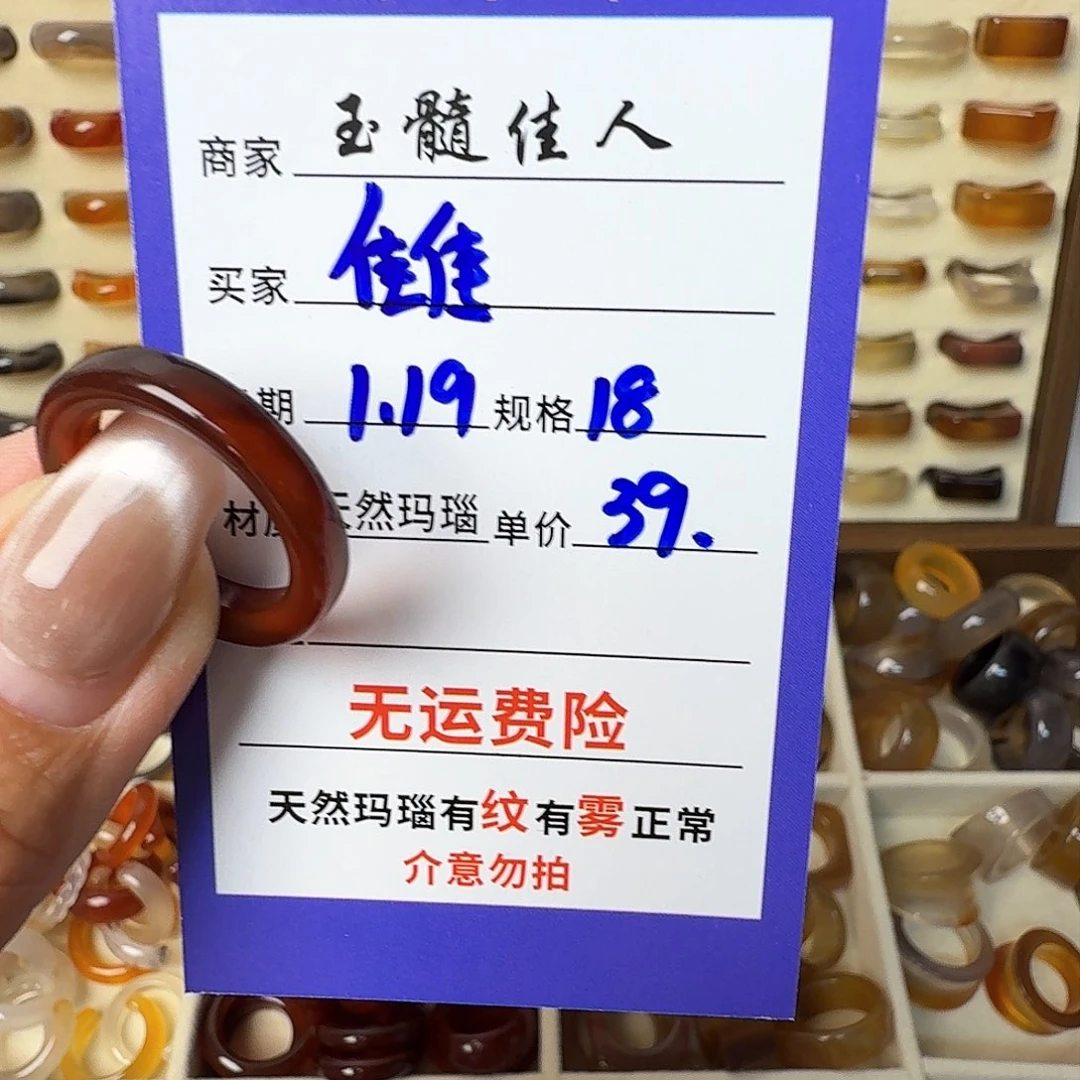 商家 玉髓佳人
买家 佳佳
期 1.19 规格 18
材质 天然玛瑙 单价 39.
无运费险
天然玛瑙有纹有雾正常
介意勿拍